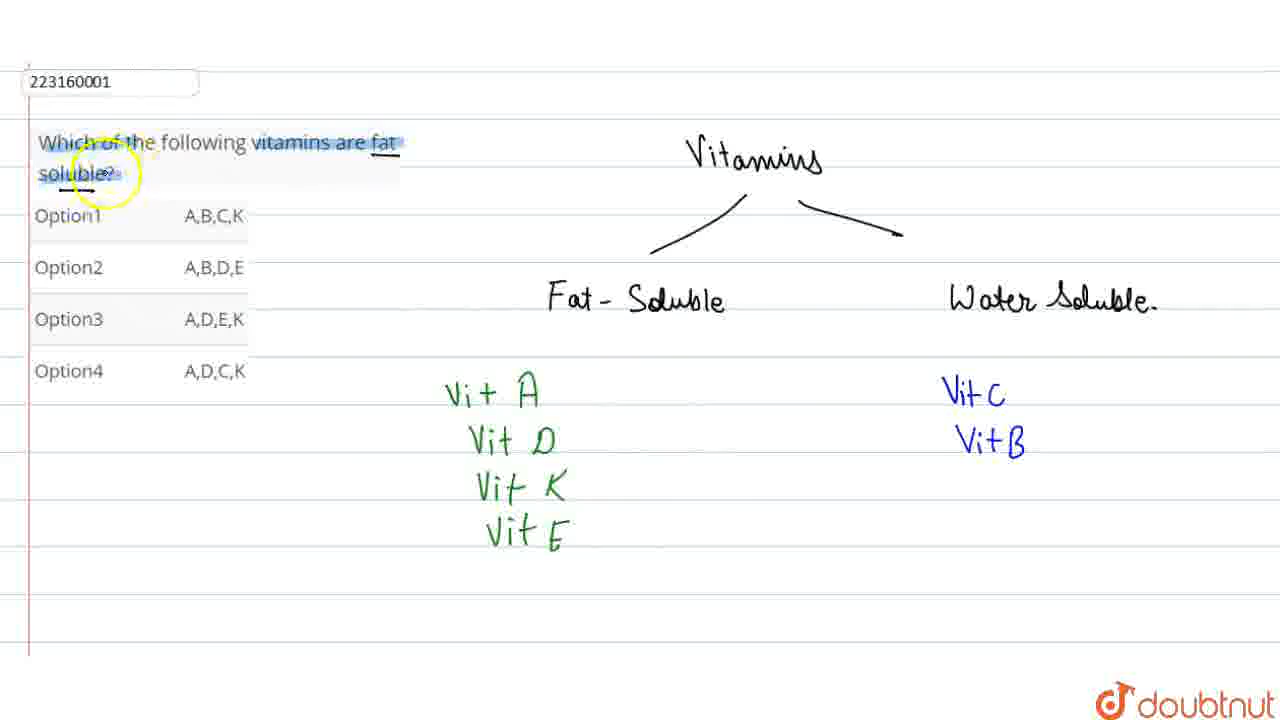 223160001
Which of the following vitamins are fat
soluble?
Option1 A,B,C,K
Option2 A,B,D,E
Option3 A,D,E,K
Option4 A,D,C,K
Vitamins
Fat - Soluble
Water Soluble.
Vit A
Vit D
Vit K
Vit E
Vit C
Vit B
doubtnut